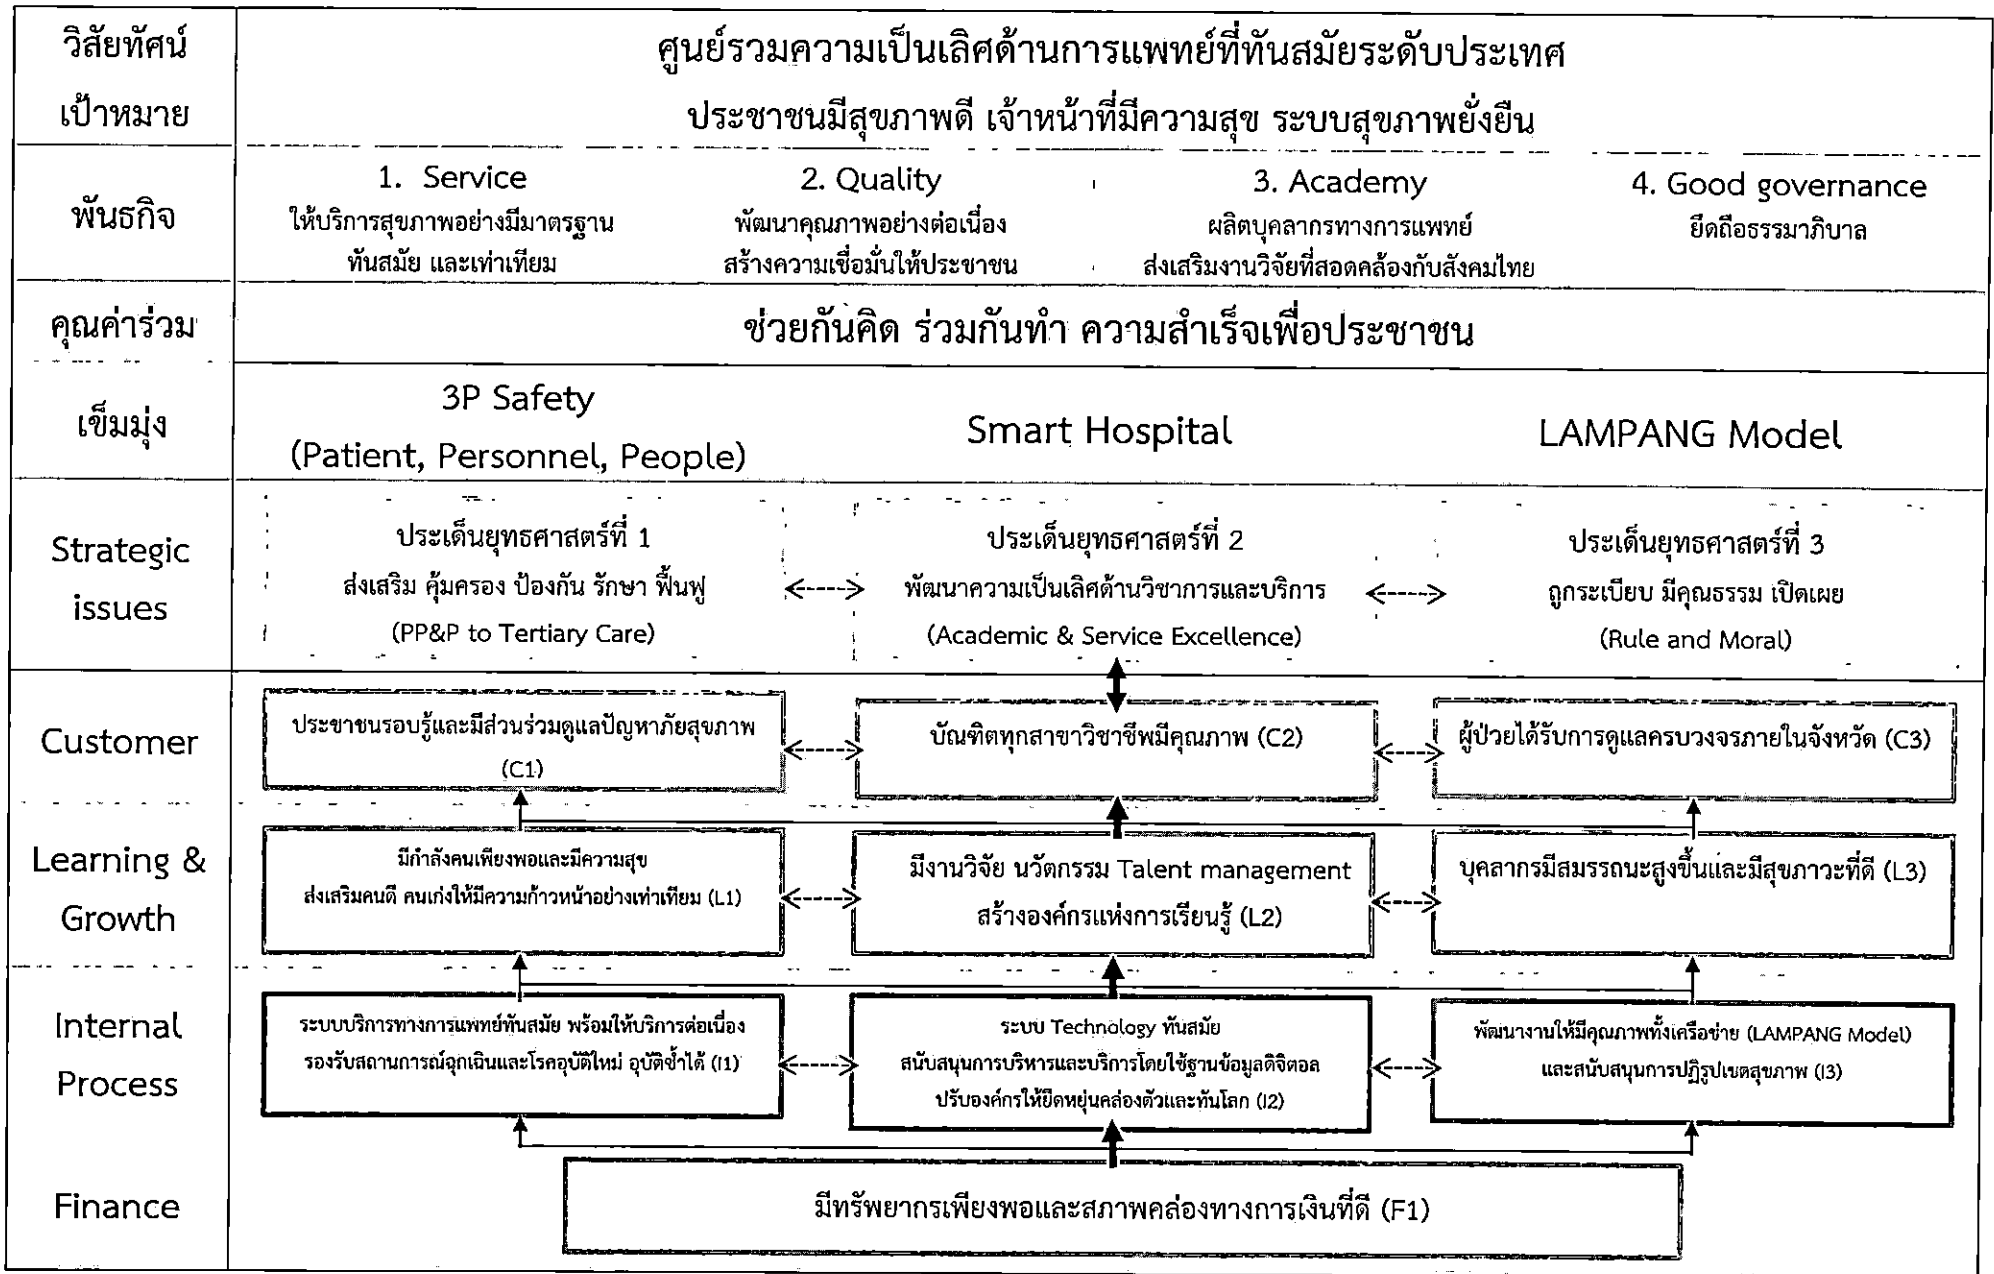 วิสัยทัศน์
ศูนย์รวมความเป็นเลิศด้านการแพทย์ที่ทันสมัยระดับประเทศ
เป้าหมาย
ประชาชนมีสุขภาพดี เจ้าหน้าที่มีความสุข ระบบสุขภาพยั่งยืน
พันธกิจ
1. Service
ให้บริการสุขภาพอย่างมีมาตรฐาน
ทันสมัย และเท่าเทียม
2. Quality
พัฒนาคุณภาพอย่างต่อเนื่อง
สร้างความเชื่อมั่นให้ประชาชน
3. Academy
ผลิตบุคลากรทางการแพทย์
ส่งเสริมงานวิจัยที่สอดคล้องกับสังคมไทย
4. Good governance
ยึดถือธรรมาภิบาล
คุณค่าร่วม
ช่วยกันคิด ร่วมกันทำ ความสำเร็จเพื่อประชาชน
เข็มมุ่ง
3P Safety
(Patient, Personnel, People)
Smart Hospital
LAMPANG Model
Strategic
issues
ประเด็นยุทธศาสตร์ที่ 1
ส่งเสริม คุ้มครอง ป้องกัน รักษา ฟื้นฟู
(PP&P to Tertiary Care)
ประเด็นยุทธศาสตร์ที่ 2
พัฒนาความเป็นเลิศด้านวิชาการและบริการ
(Academic & Service Excellence)
ประเด็นยุทธศาสตร์ที่ 3
ถูกระเบียบ มีคุณธรรม เปิดเผย
(Rule and Moral)
Customer
ประชาชนรอบรู้และมีส่วนร่วมดูแลปัญหาภัยสุขภาพ
(C1)
บัณฑิตทุกสาขาวิชาชีพมีคุณภาพ (C2)
ผู้ป่วยได้รับการดูแลครบวงจรภายในจังหวัด (C3)
Learning &
Growth
มีกำลังคนเพียงพอและมีความสุข
ส่งเสริมคนดี คนเก่งให้มีความก้าวหน้าอย่างเท่าเทียม (L1)
มีงานวิจัย นวัตกรรม Talent management
สร้างองค์กรแห่งการเรียนรู้ (L2)
บุคลากรมีสมรรถนะสูงขึ้นและมีสุขภาวะที่ดี (L3)
Internal
Process
ระบบบริการทางการแพทย์ทันสมัย พร้อมให้บริการต่อเนื่อง
รองรับสถานการณ์ฉุกเฉินและโรคอุบัติใหม่ อุบัติซ้ำได้ (I1)
ระบบ Technology ทันสมัย
สนับสนุนการบริหารและบริการโดยใช้ฐานข้อมูลดิจิตอล
ปรับองค์กรให้ยืดหยุ่นคล่องตัวและทันโลก (I2)
พัฒนางานให้มีคุณภาพทั้งเครือข่าย (LAMPANG Model)
และสนับสนุนการปฏิรูปเขตสุขภาพ (I3)
Finance
มีทรัพยากรเพียงพอและสภาพคล่องทางการเงินที่ดี (F1)